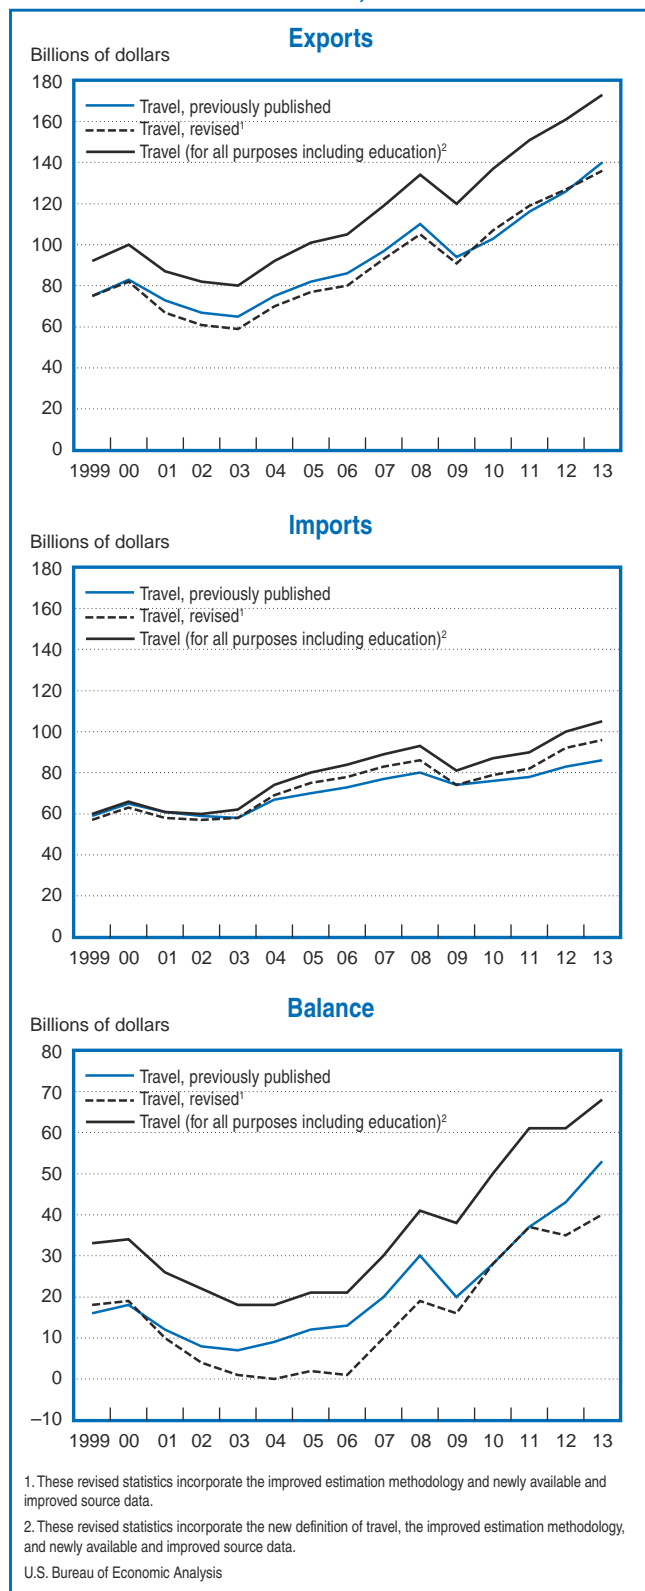 Exports
Billions of dollars
180
160
140
120
100
80
60
40
20
0
Travel, previously published
Travel, revised¹
Travel (for all purposes including education)²
1999 00 01 02 03 04 05 06 07 08 09 10 11 12 13
Imports
Billions of dollars
180
160
140
120
100
80
60
40
20
0
Travel, previously published
Travel, revised¹
Travel (for all purposes including education)²
1999 00 01 02 03 04 05 06 07 08 09 10 11 12 13
Balance
Billions of dollars
80
70
60
50
40
30
20
10
0
–10
Travel, previously published
Travel, revised¹
Travel (for all purposes including education)²
1999 00 01 02 03 04 05 06 07 08 09 10 11 12 13
1. These revised statistics incorporate the improved estimation methodology and newly available and
improved source data.
2. These revised statistics incorporate the new definition of travel, the improved estimation methodology,
and newly available and improved source data.
U.S. Bureau of Economic Analysis